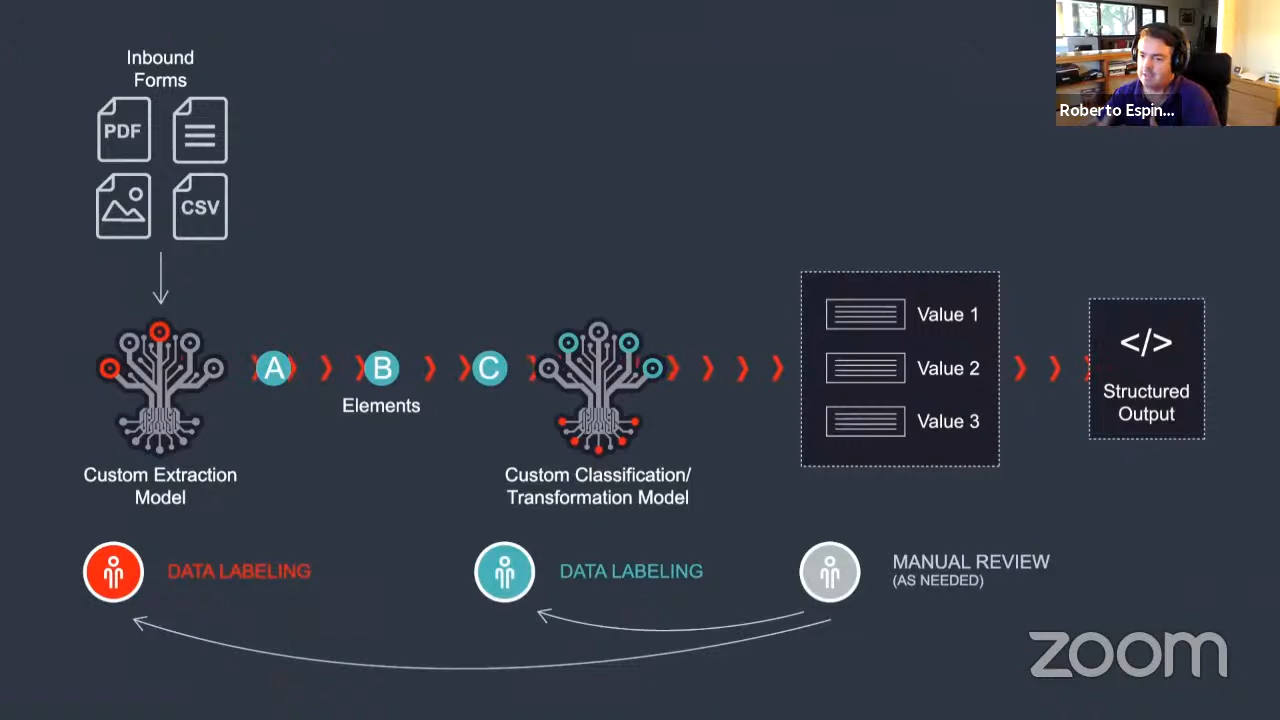 Inbound
Forms
PDF
CSV
Roberto Espin...
A
B
C
Elements
Custom Extraction
Model
Custom Classification/
Transformation Model
Value 1
Value 2
Value 3
</>
Structured
Output
DATA LABELING
DATA LABELING
MANUAL REVIEW
(AS NEEDED)
zoom